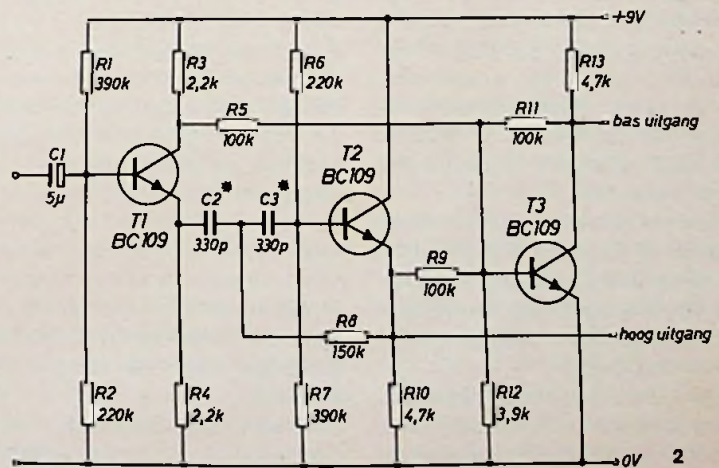 +9V
R1
390k
R3
2,2k
R6
220k
R13
4,7k
R5
100k
R11
100k
bas uitgang
C1
5μ
T1
BC109
C2*
330p
C3*
330p
T2
BC109
R9
100k
T3
BC109
R8
150k
hoog uitgang
R2
220k
R4
2,2k
R7
390k
R10
4,7k
R12
3,9k
0V
2